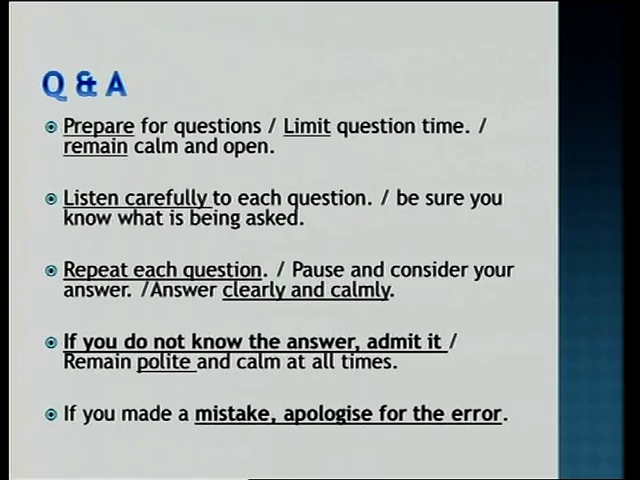 Q & A
Prepare for questions / Limit question time. /
remain calm and open.
Listen carefully to each question. / be sure you
know what is being asked.
Repeat each question. / Pause and consider your
answer. /Answer clearly and calmly.
If you do not know the answer, admit it /
Remain polite and calm at all times.
If you made a mistake, apologise for the error.